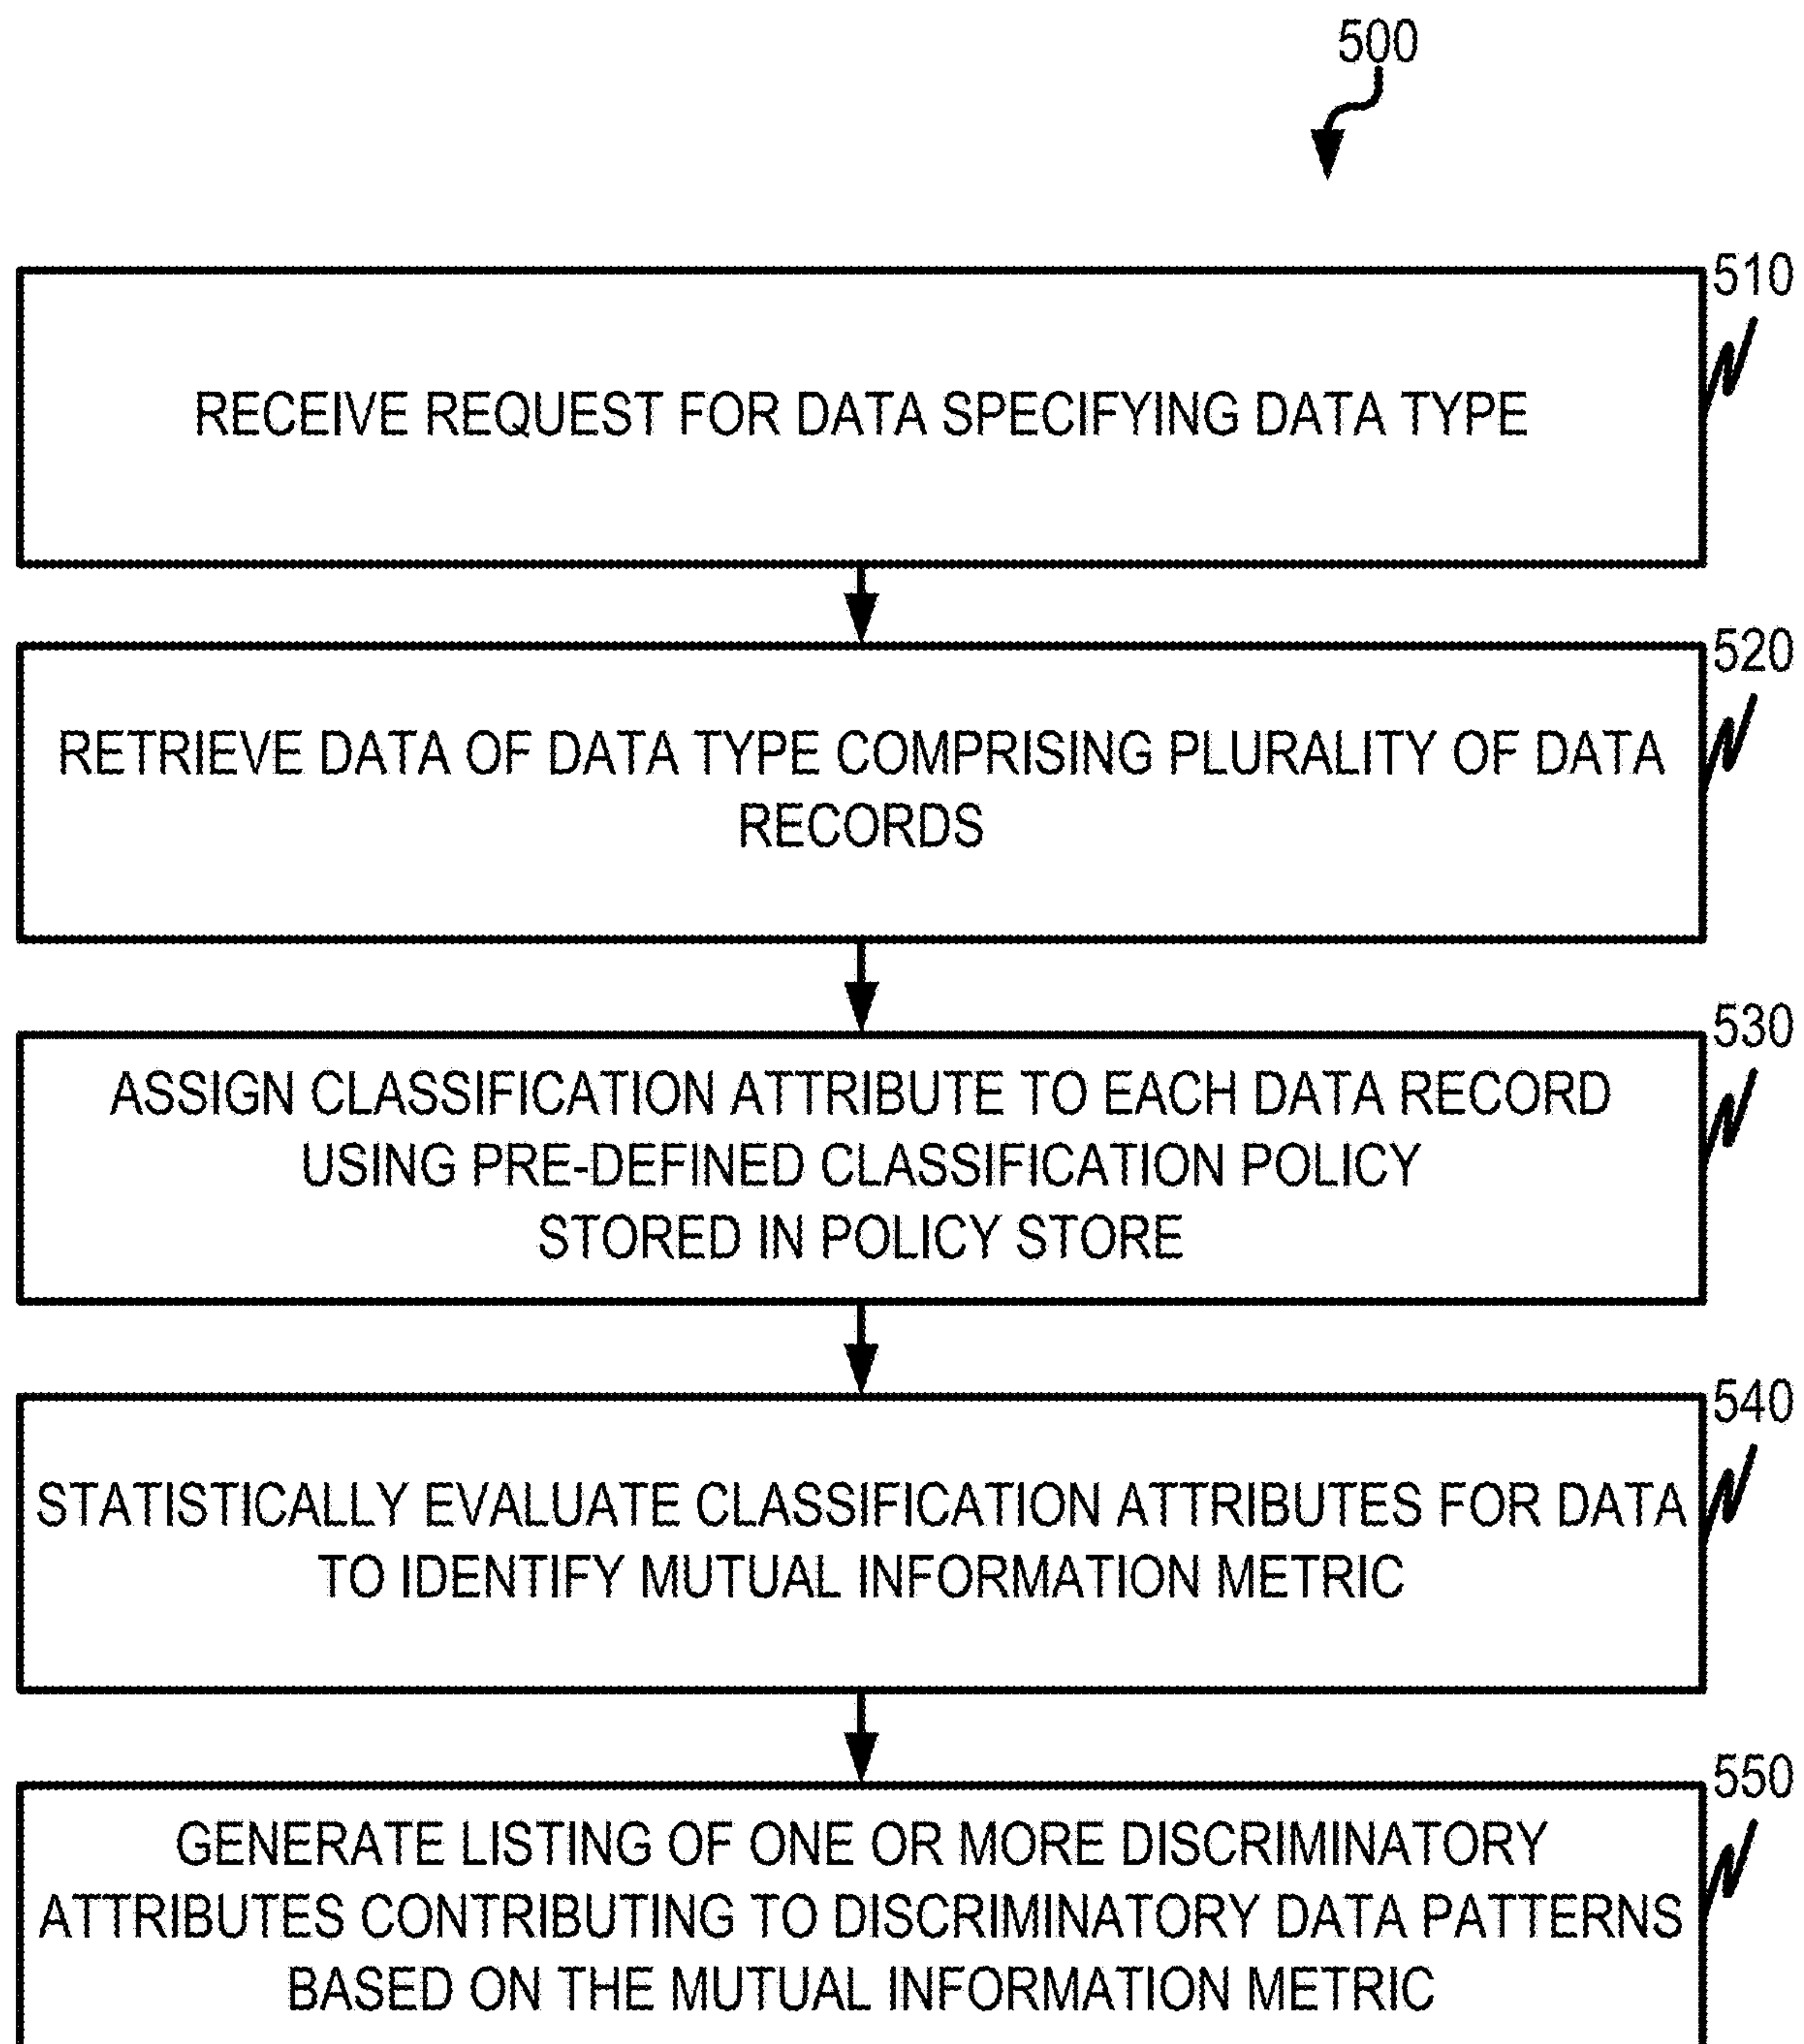 500
510
RECEIVE REQUEST FOR DATA SPECIFYING DATA TYPE
520
RETRIEVE DATA OF DATA TYPE COMPRISING PLURALITY OF DATA
RECORDS
530
ASSIGN CLASSIFICATION ATTRIBUTE TO EACH DATA RECORD
USING PRE-DEFINED CLASSIFICATION POLICY
STORED IN POLICY STORE
540
STATISTICALLY EVALUATE CLASSIFICATION ATTRIBUTES FOR DATA
TO IDENTIFY MUTUAL INFORMATION METRIC
550
GENERATE LISTING OF ONE OR MORE DISCRIMINATORY
ATTRIBUTES CONTRIBUTING TO DISCRIMINATORY DATA PATTERNS
BASED ON THE MUTUAL INFORMATION METRIC